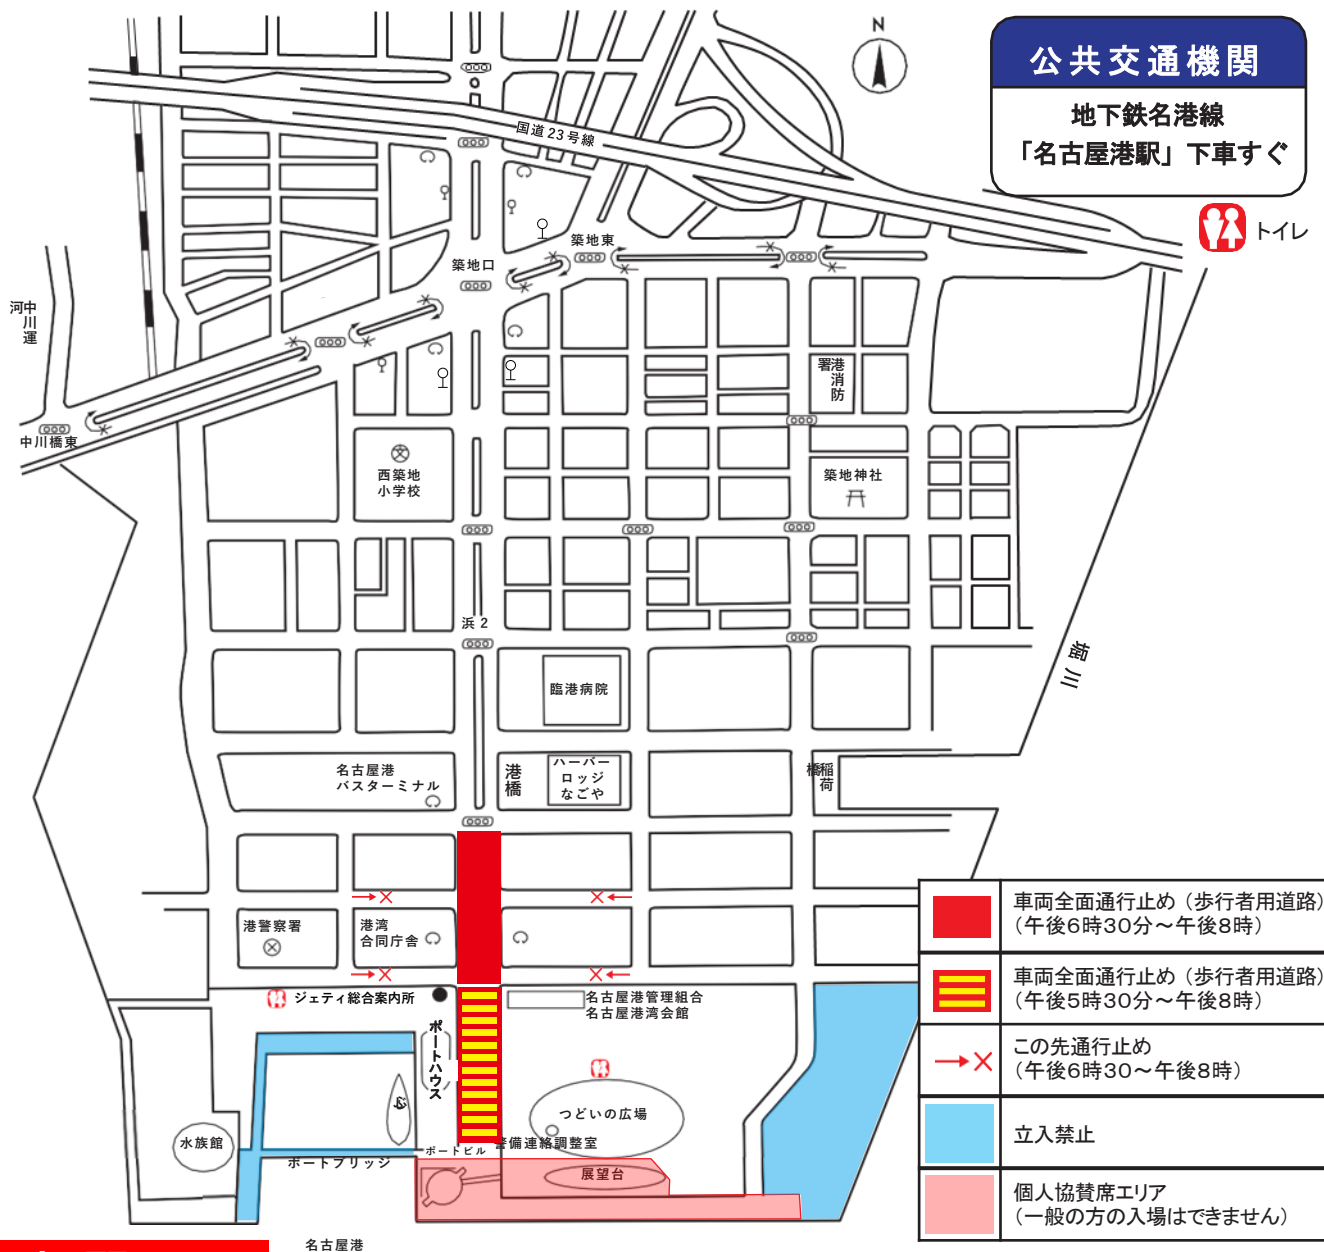 N
公共交通機関
地下鉄名港線
「名古屋港駅」下車すぐ
トイレ
国道23号線
築地東
築地口
中川運
河
中川橋東
港消防
署
西築地
小学校
築地神社
浜2
堀川
臨港病院
名古屋港
バスターミナル
港橋
ハーバー
ロッジ
なごや
稲荷
橋
港警察署
港湾
合同庁舎
ジェティ総合案内所
名古屋港管理組合
名古屋港湾会館
ポートハウス
つどいの広場
水族館
ポートビル
警備連絡調整室
ポートブリッジ
展望台
名古屋港
車両全面通行止め（歩行者用道路）
（午後6時30分～午後8時）
車両全面通行止め（歩行者用道路）
（午後5時30分～午後8時）
この先通行止め
（午後6時30～午後8時）
立入禁止
個人協賛席エリア
（一般の方の入場はできません）